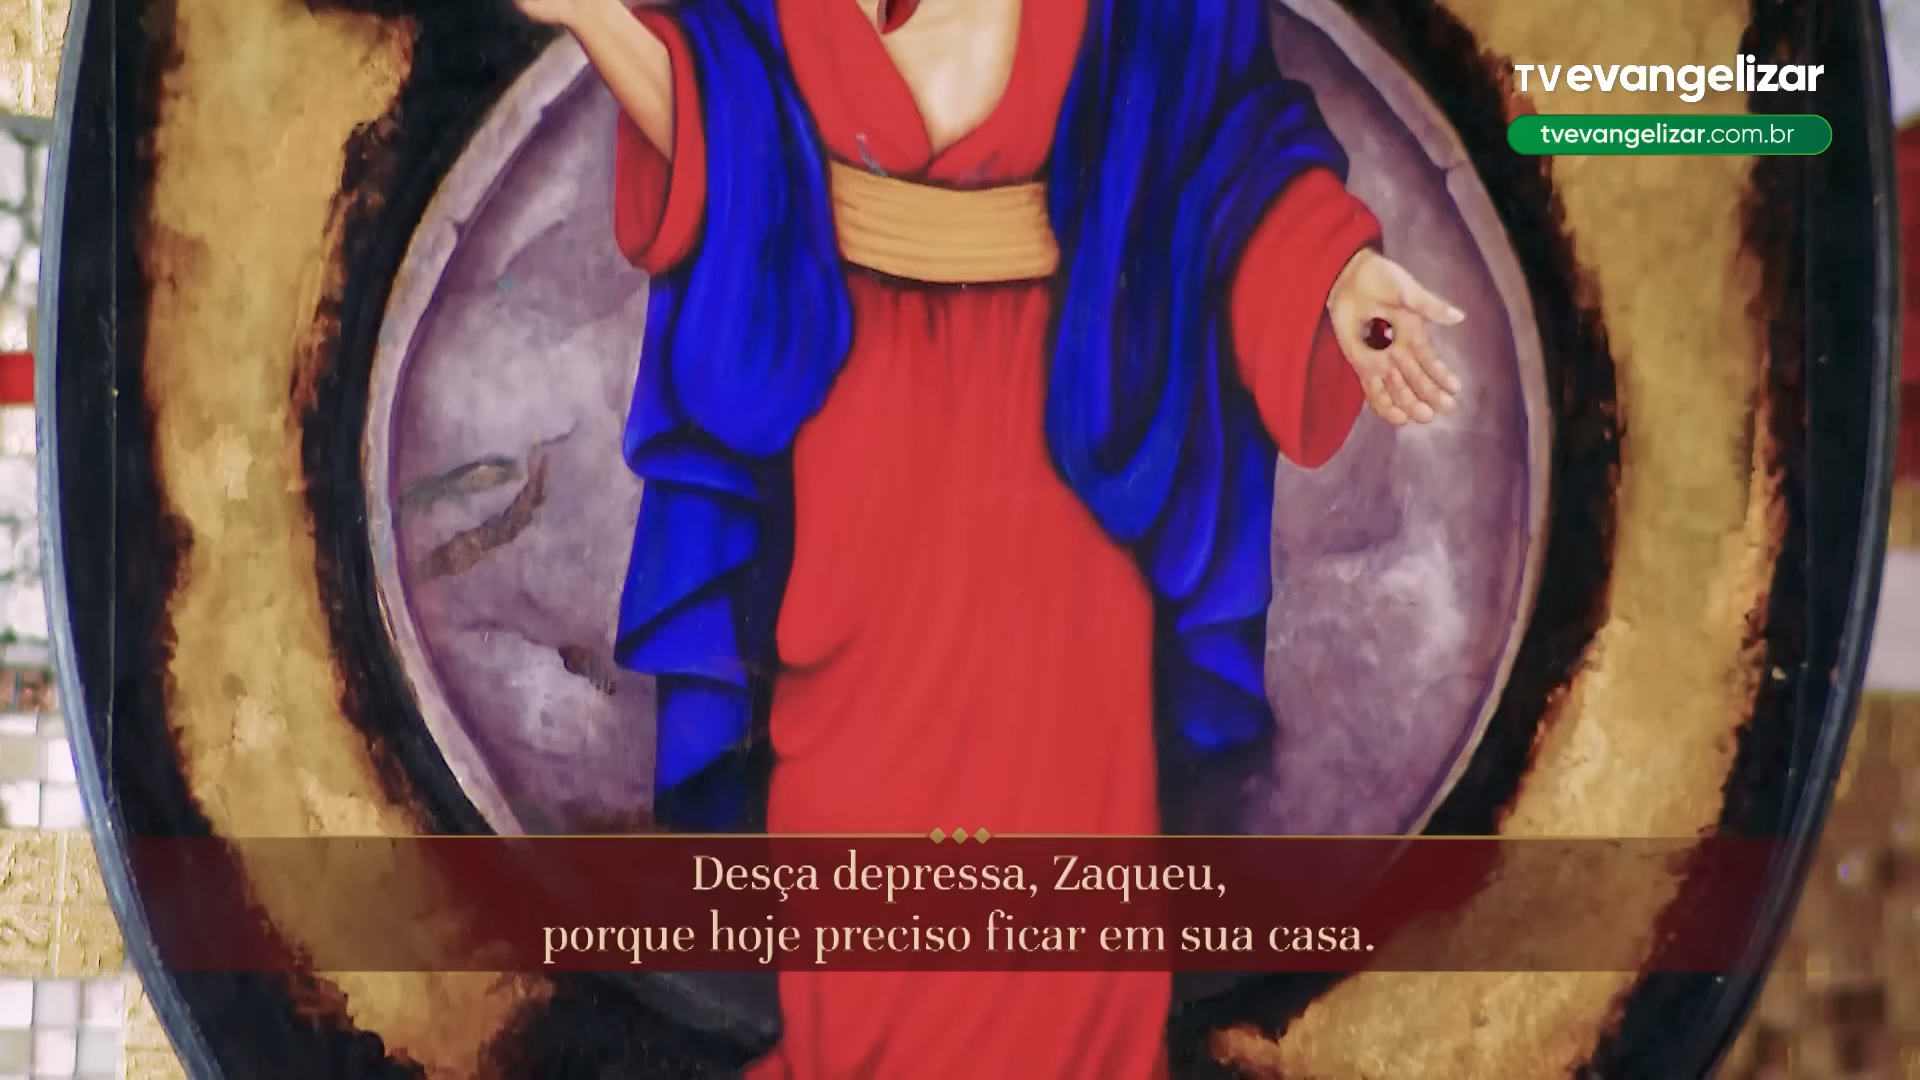 TVevangelizar
tvevangelizar.com.br
Desça depressa, Zaqueu,
porque hoje preciso ficar em sua casa.